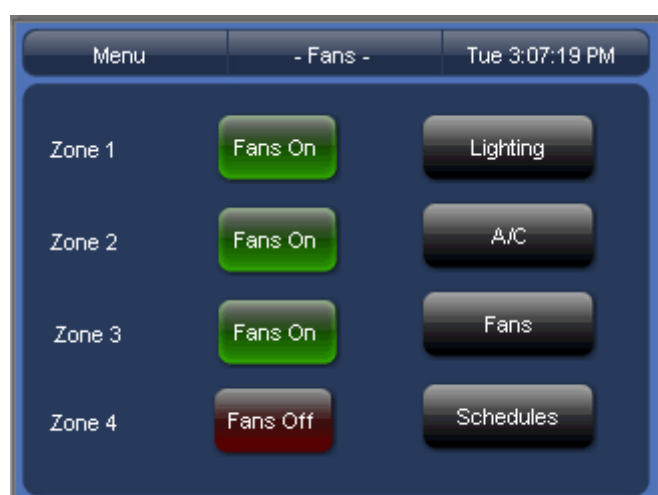 Menu - Fans - Tue 3:07:19 PM
Zone 1 Fans On Lighting
Zone 2 Fans On A/C
Zone 3 Fans On Fans
Zone 4 Fans Off Schedules